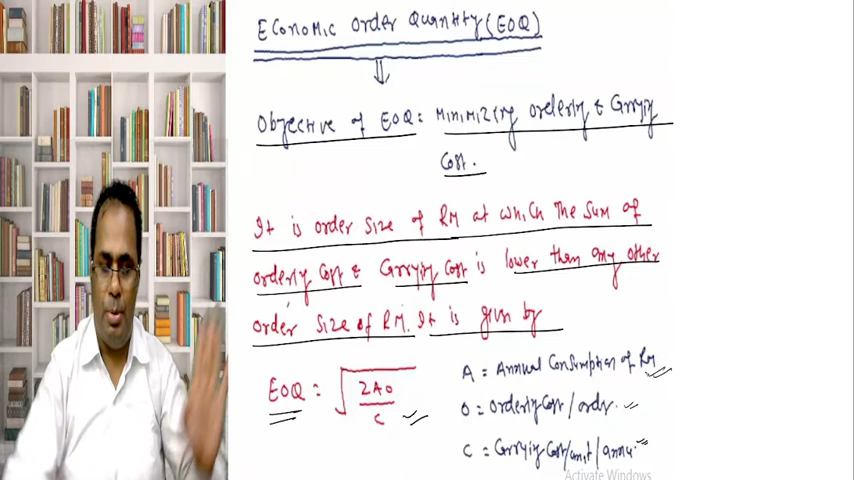 Economic Order Quantity (EOQ)
Objective of EOQ = Minimizing ordering & Carrying
Cost.
It is order size of RM at which the sum of
ordering Cost & Carrying Cost is lower than any other
order size of RM. It is given by
EOQ = √2AO/C
A = Annual Consumption of RM
O = Ordering Cost/order
C = Carrying Cost/unit/annu.
Activate Windows